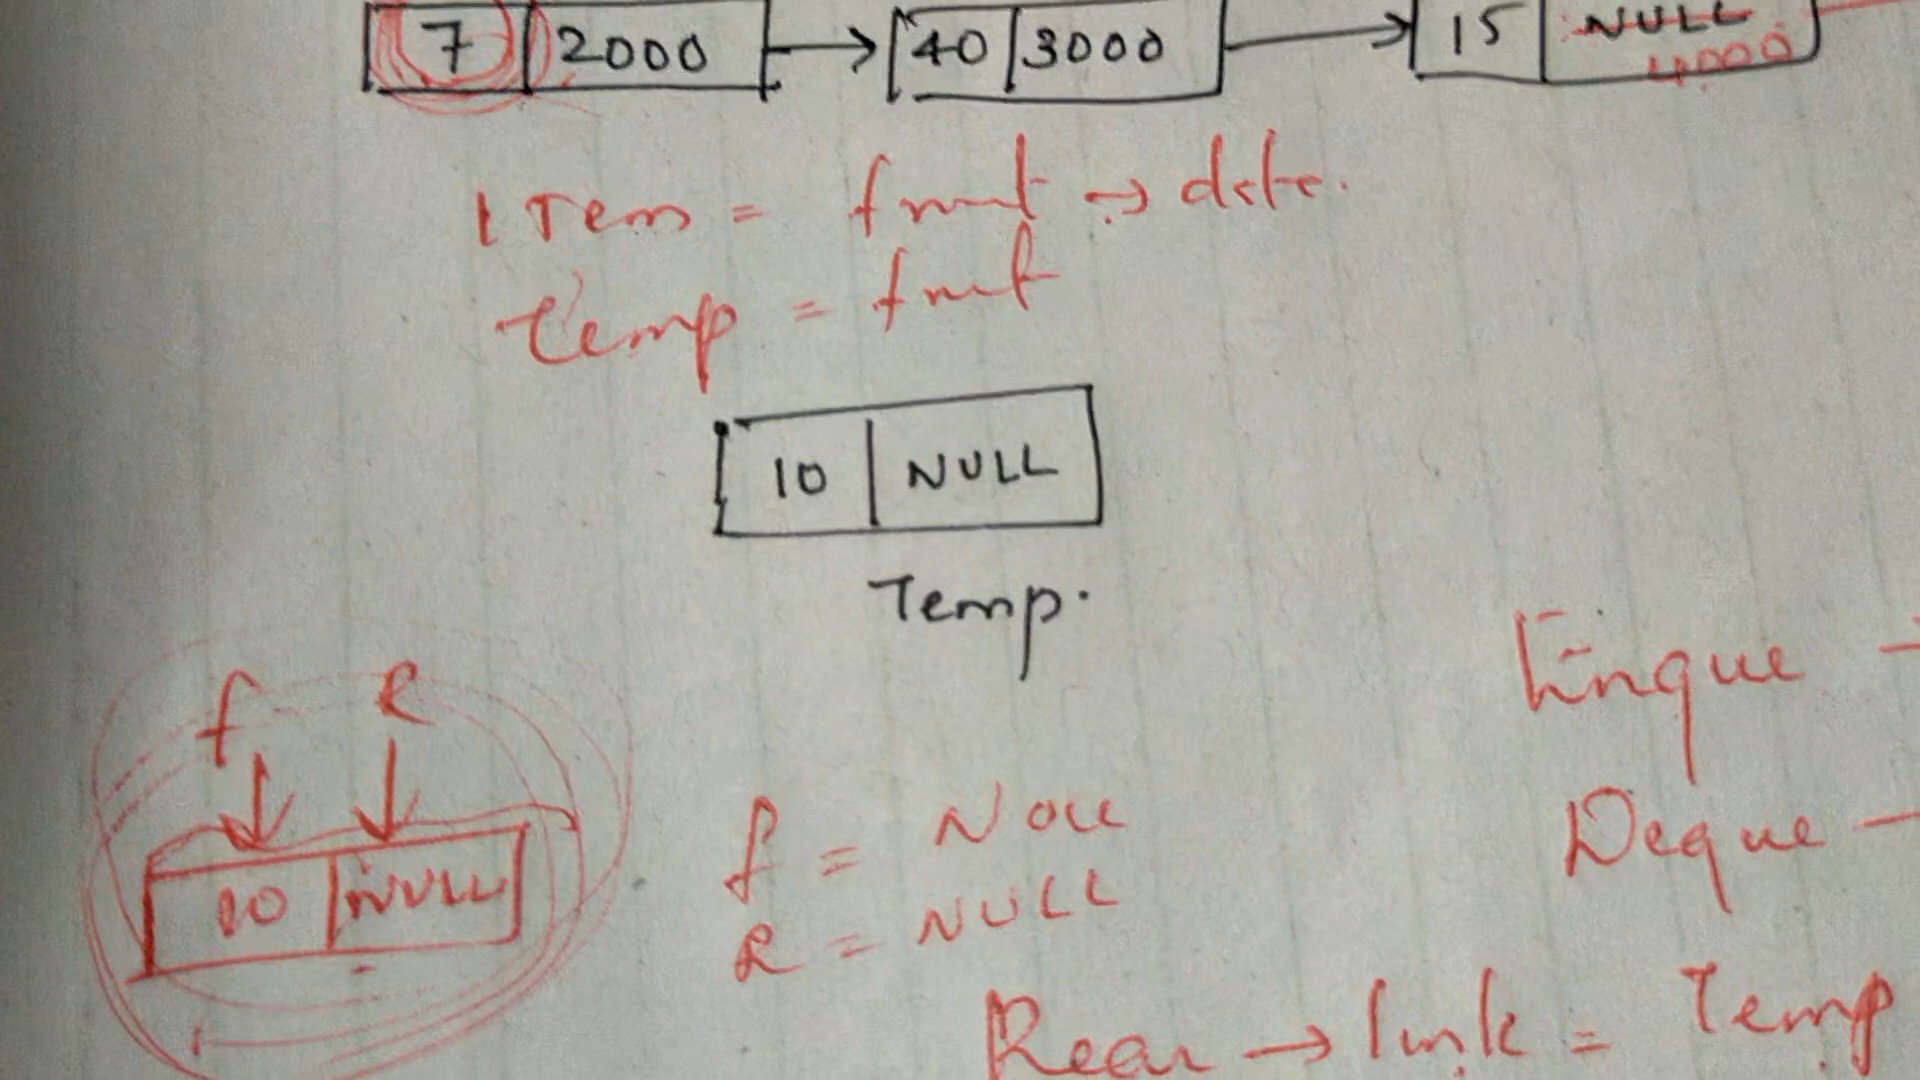 7 2000 → 40 3000 → 15 NULL
4000
ITem = front → data.
Temp = front
10 NULL
Temp.
f R
10 NULL
Enque
Deque
f = NULL
R = NULL
Rear → link = Temp